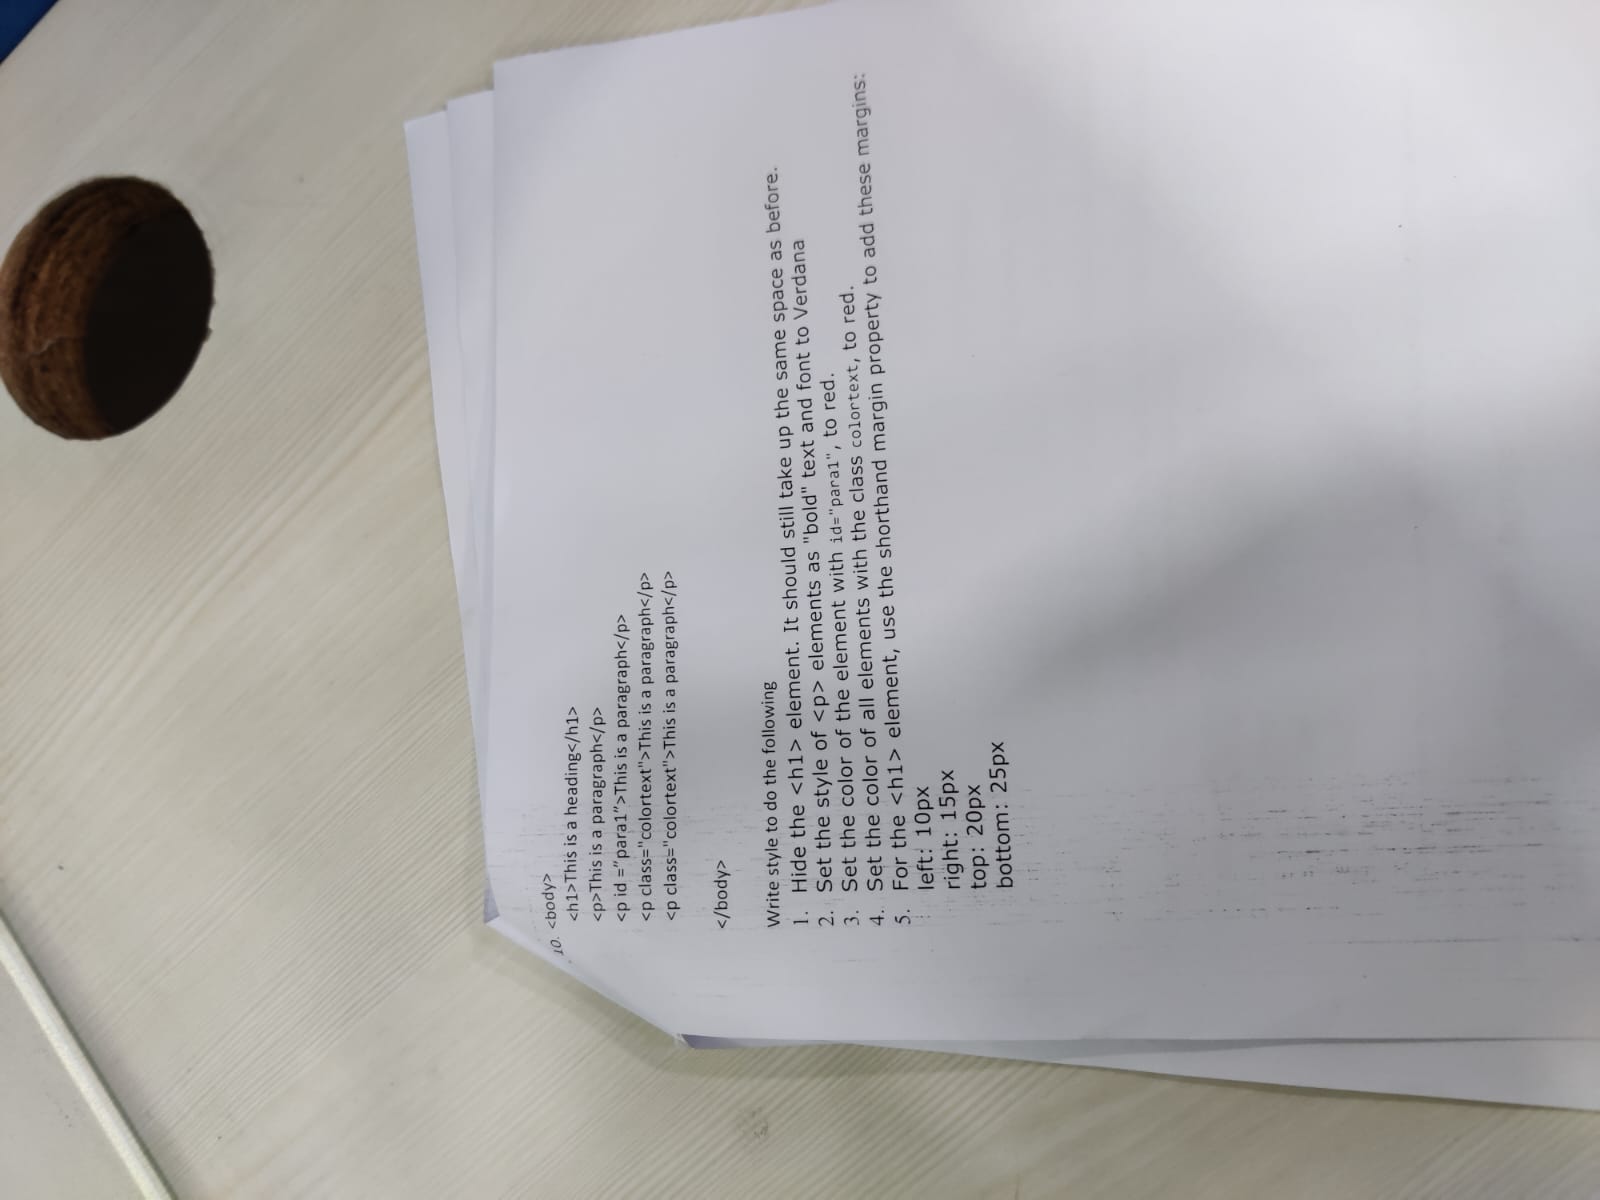 10. <body>
<h1>This is a heading</h1>
<p>This is a paragraph</p>
<p id =”para1”>This is a paragraph</p>
<p class="colortext">This is a paragraph</p>
<p class="colortext">This is a paragraph</p>
</body>
Write style to do the following
1. Hide the <h1> element. It should still take up the same space as before.
2. Set the style of <p> elements as "bold" text and font to Verdana
3. Set the color of the element with id="para1", to red.
4. Set the color of all elements with the class colortext, to red.
5. For the <h1> element, use the shorthand margin property to add these margins:
left: 10px
right: 15px
top: 20px
bottom: 25px